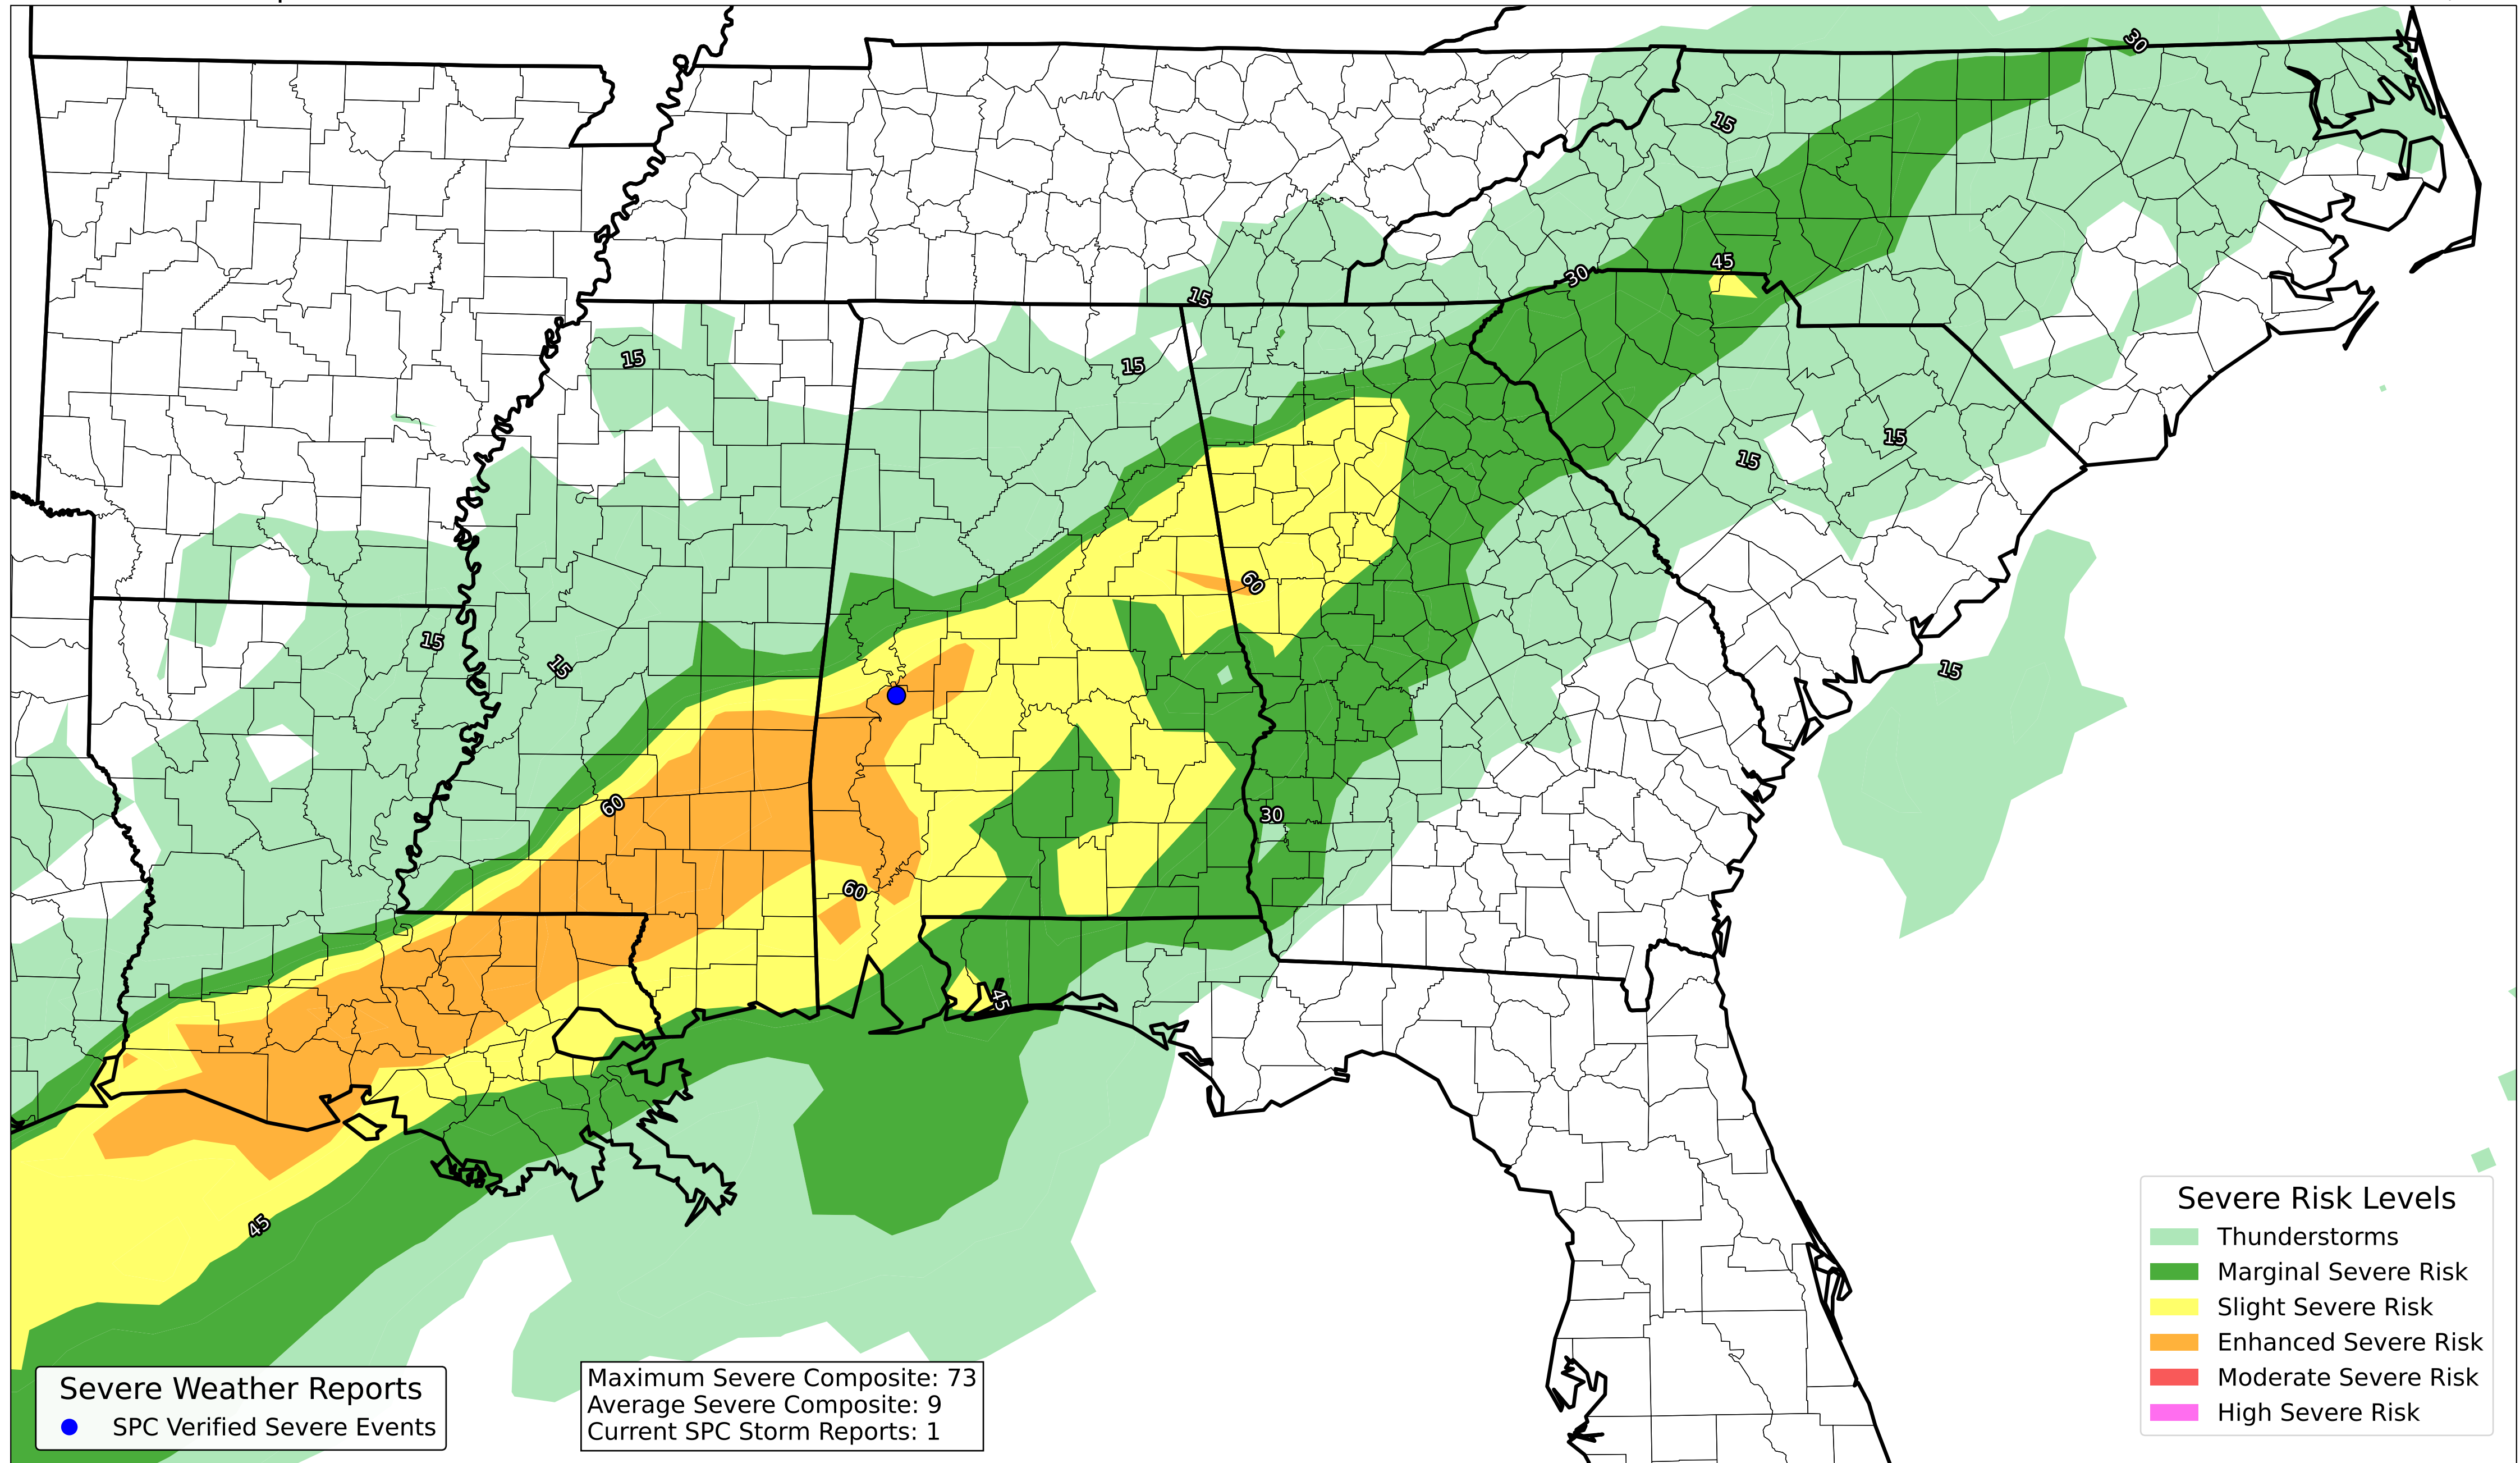 30
15
45
30
15
15
15
15
15
60
15
15
15
60
30
60
45
45
Severe Risk Levels
Thunderstorms
Marginal Severe Risk
Slight Severe Risk
Enhanced Severe Risk
Moderate Severe Risk
High Severe Risk
Severe Weather Reports
SPC Verified Severe Events
Maximum Severe Composite: 73
Average Severe Composite: 9
Current SPC Storm Reports: 1